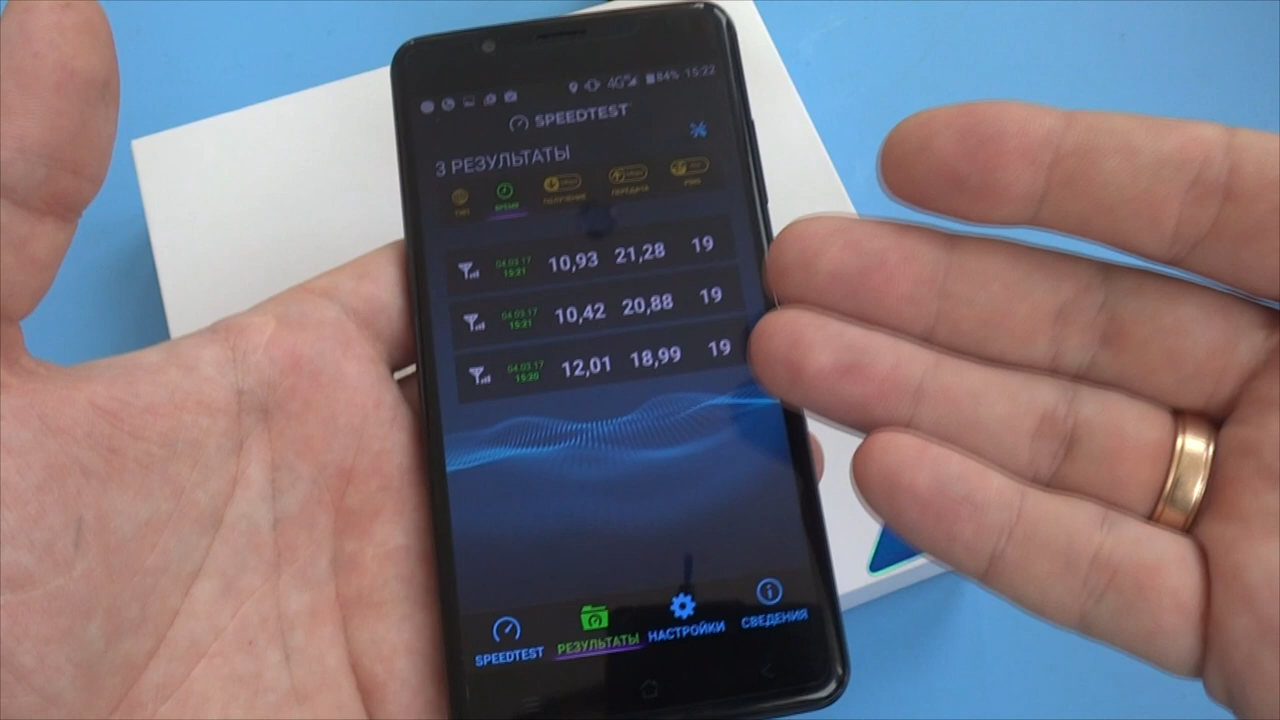 4G 84% 15:22
SPEEDTEST
3 РЕЗУЛЬТАТЫ
ТИП ВРЕМЯ ПОЛУЧЕНИЕ ПЕРЕДАЧА
04.03.17 10,93 21,28 19
15:21
04.03.17 10,42 20,88 19
15:21
04.03.17 12,01 18,99 19
15:20
SPEEDTEST РЕЗУЛЬТАТЫ НАСТРОЙКИ СВЕДЕНИЯ